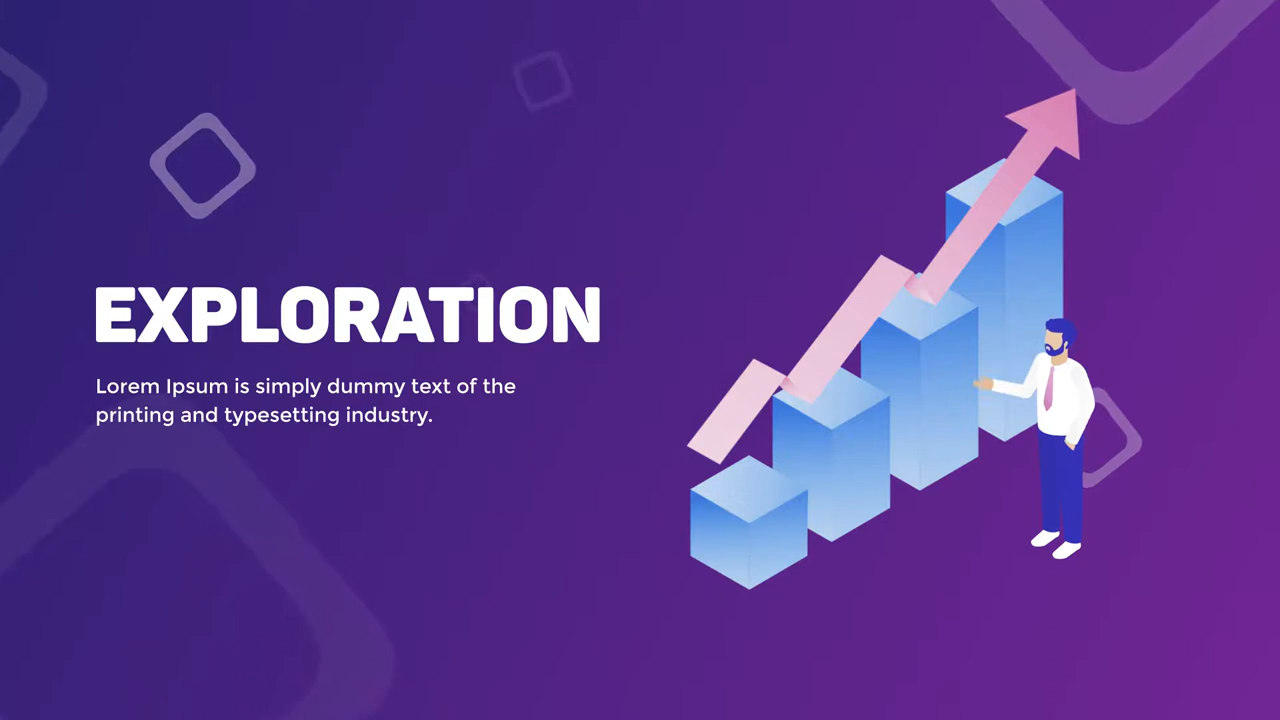 EXPLORATION
Lorem Ipsum is simply dummy text of the
printing and typesetting industry.